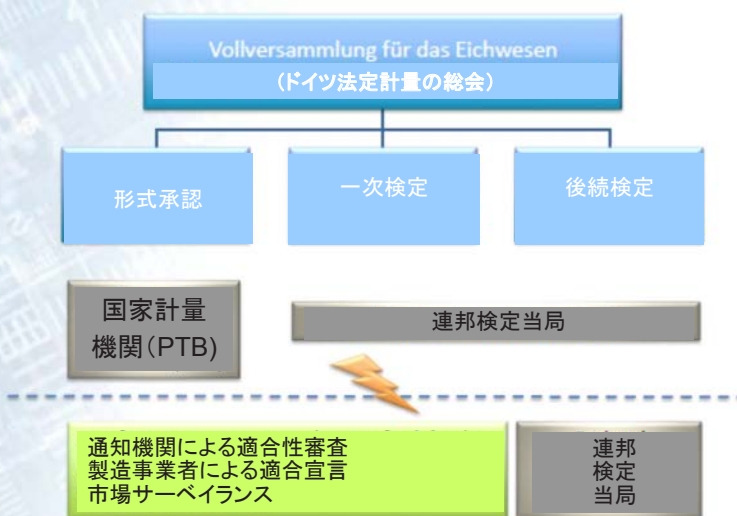 Vollversammlung für das Eichwesen
(ドイツ法定計量の総会)
形式承認
一次検定
後続検定
国家計量
機関(PTB)
連邦検定当局
通知機関による適合性審査
製造事業者による適合宣言
市場サーベイランス
連邦
検定
当局